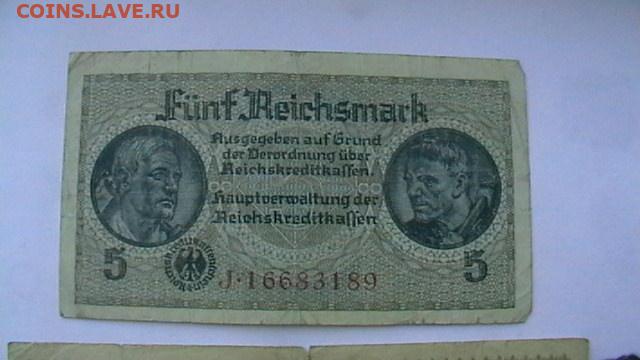 COINS.LAVE.RU
Fünf Reichsmark
Ausgegeben auf Grund
der Verordnung über
Reichskreditkassen.
Hauptverwaltung der
Reichskreditkassen
5 5
J·16683189